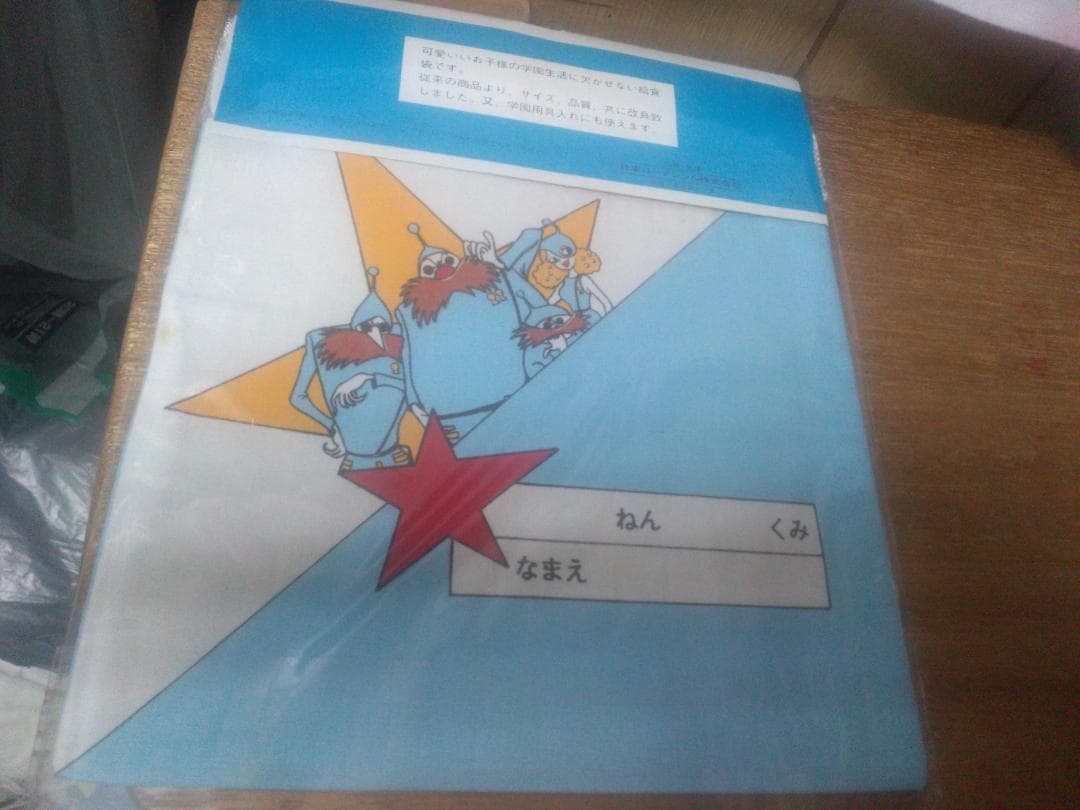 可愛いいお子様の学園生活に欠かせない給食
袋です。
従来の商品より、サイズ、品質、共に改良致
しました。又、学園用具入れにも使えます。
ねん くみ
なまえ